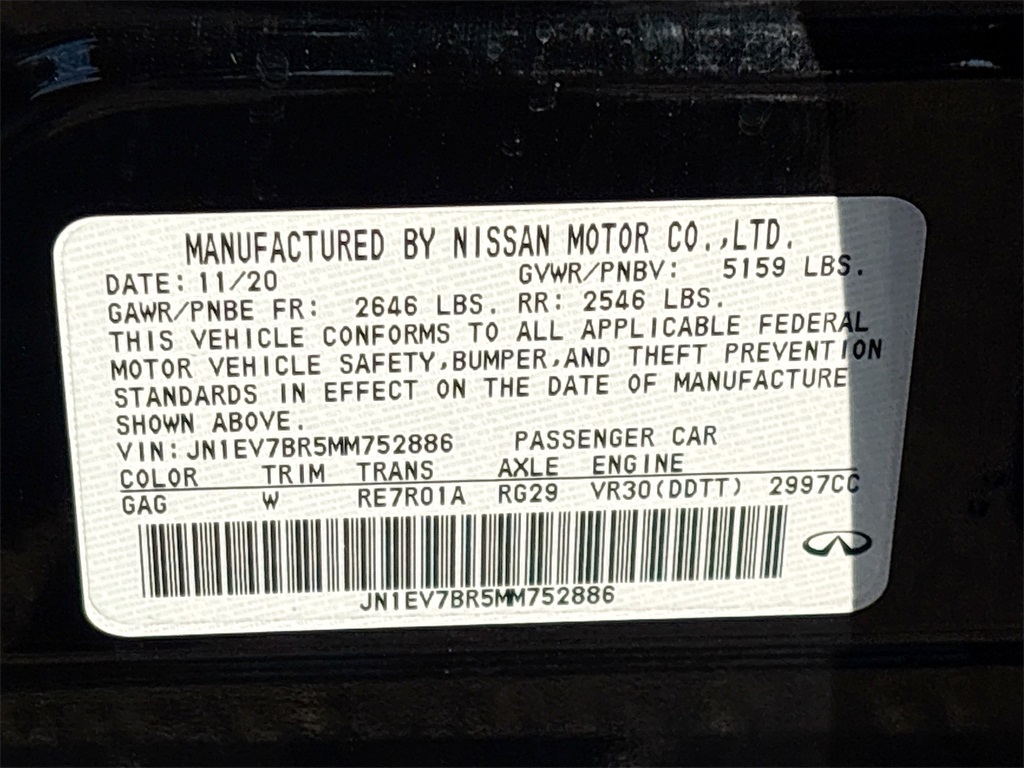 MANUFACTURED BY NISSAN MOTOR CO.,LTD.
DATE: 11/20 GVWR/PNBV: 5159 LBS.
GAWR/PNBE FR: 2646 LBS. RR: 2546 LBS.
THIS VEHICLE CONFORMS TO ALL APPLICABLE FEDERAL
MOTOR VEHICLE SAFETY,BUMPER,AND THEFT PREVENTION
STANDARDS IN EFFECT ON THE DATE OF MANUFACTURE
SHOWN ABOVE.
VIN:JN1EV7BR5MM752886 PASSENGER CAR
COLOR TRIM TRANS AXLE ENGINE
GAG W RE7R01A RG29 VR30(DDTT) 2997CC
JN1EV7BR5MM752886